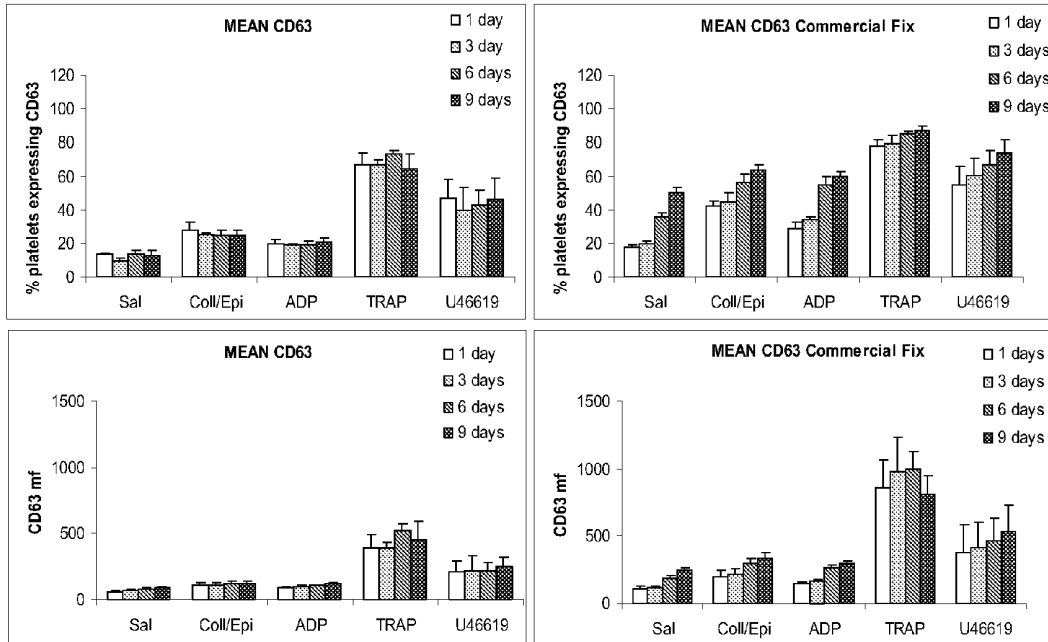 MEAN CD63
1 day
3 day
6 days
9 days
% platelets expressing CD63
120
100
80
60
40
20
0
Sal Coll/Epi ADP TRAP U46619
MEAN CD63 Commercial Fix
1 day
3 days
6 days
9 days
% platelets expressing CD63
120
100
80
60
40
20
0
Sal Coll/Epi ADP TRAP U46619
MEAN CD63
1 day
3 days
6 days
9 days
CD63 mf
1500
1000
500
0
Sal Coll/Epi ADP TRAP U46619
MEAN CD63 Commercial Fix
1 days
3 days
6 days
9 days
CD63 mf
1500
1000
500
0
Sal Coll/Epi ADP TRAP U46619